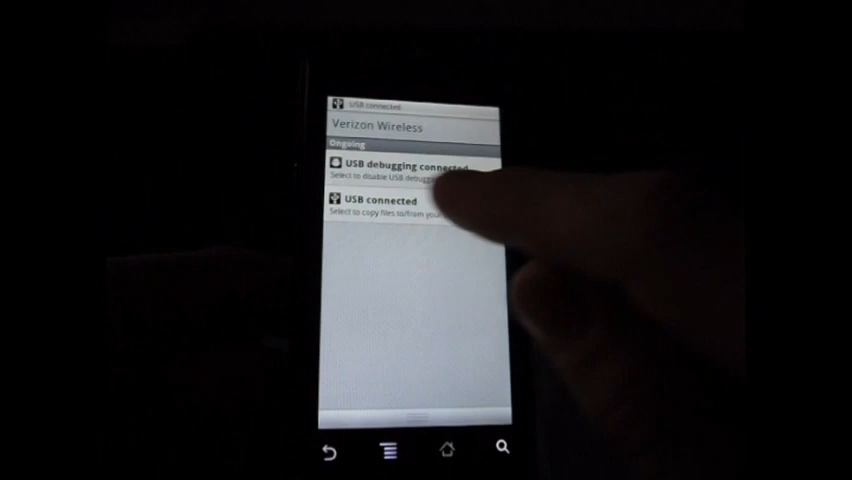 USB connected
Verizon Wireless
Ongoing
USB debugging connected
Select to disable USB
USB connected
Select to copy files to/from your